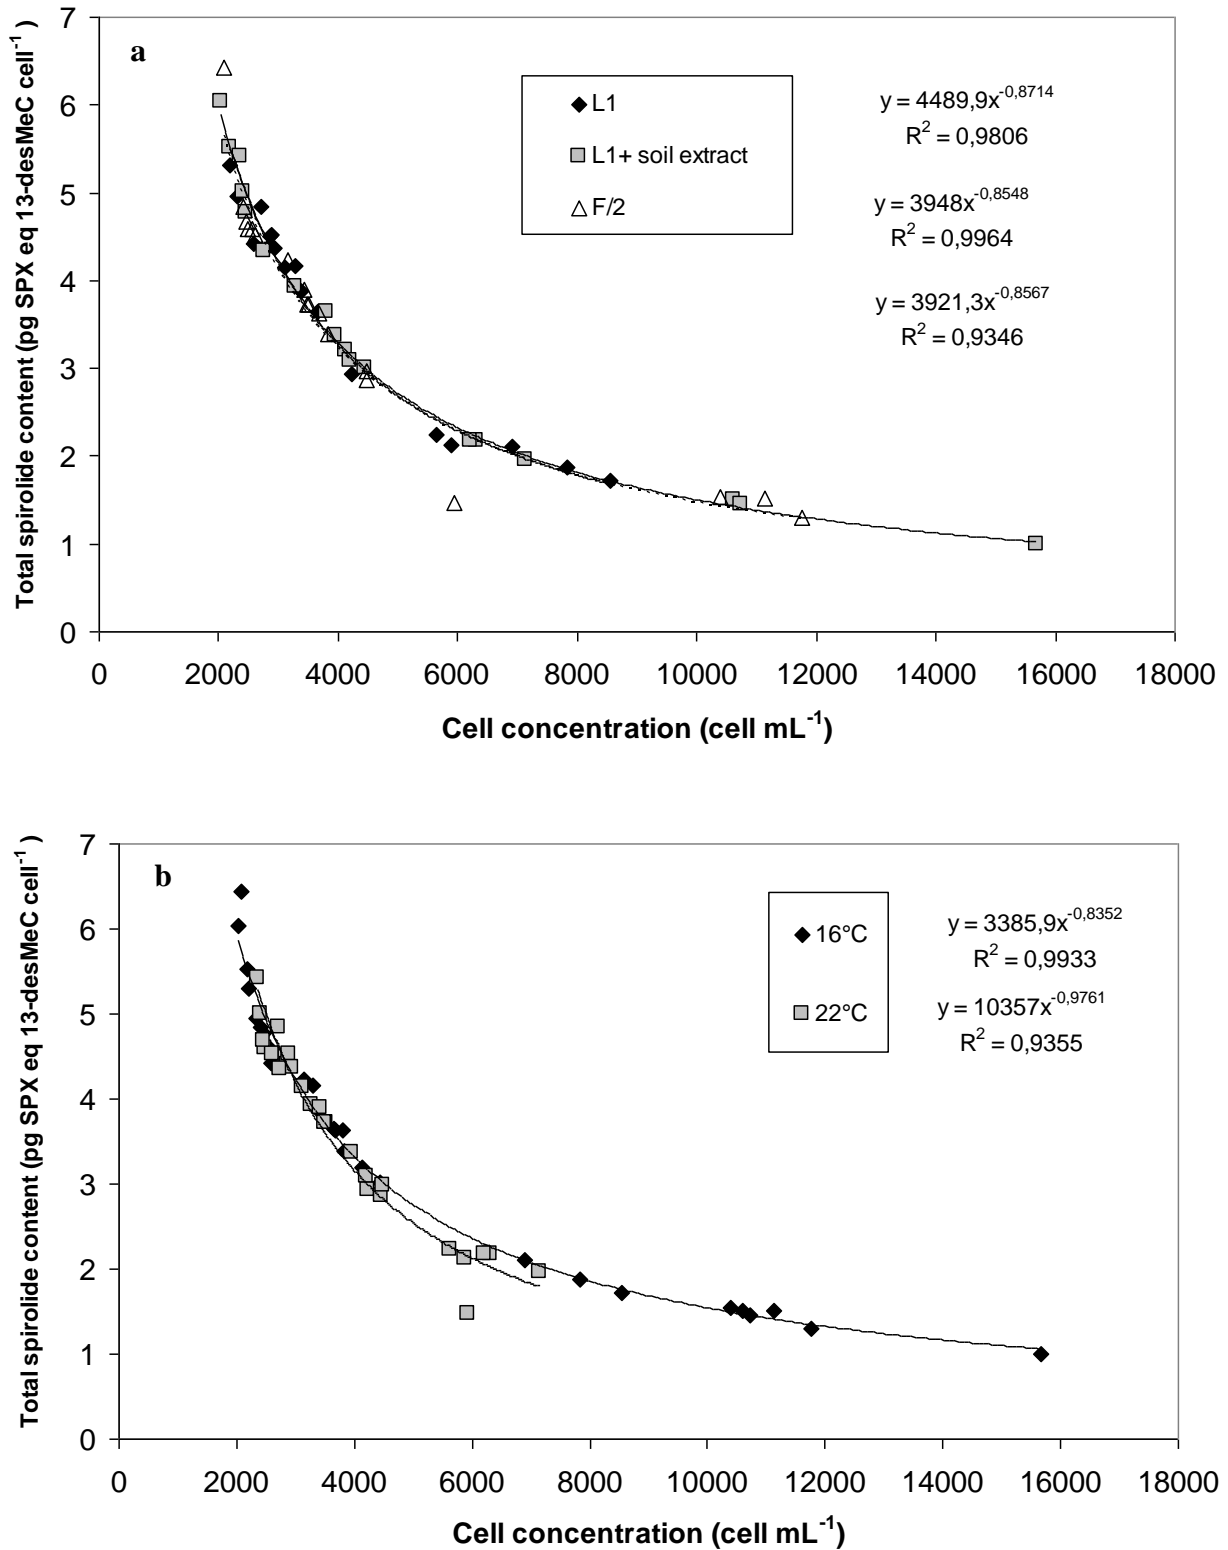 a
Total spirolide content (pg SPX eq 13-desMeC cell⁻¹ )
7
6
5
4
3
2
1
0
L1
L1+ soil extract
F/2
y = 4489,9x^-0,8714
R² = 0,9806
y = 3948x^-0,8548
R² = 0,9964
y = 3921,3x^-0,8567
R² = 0,9346
0 2000 4000 6000 8000 10000 12000 14000 16000 18000
Cell concentration (cell mL⁻¹)
b
Total spirolide content (pg SPX eq 13-desMeC cell⁻¹ )
7
6
5
4
3
2
1
0
16°C
22°C
y = 3385,9x^-0,8352
R² = 0,9933
y = 10357x^-0,9761
R² = 0,9355
0 2000 4000 6000 8000 10000 12000 14000 16000 18000
Cell concentration (cell mL⁻¹)